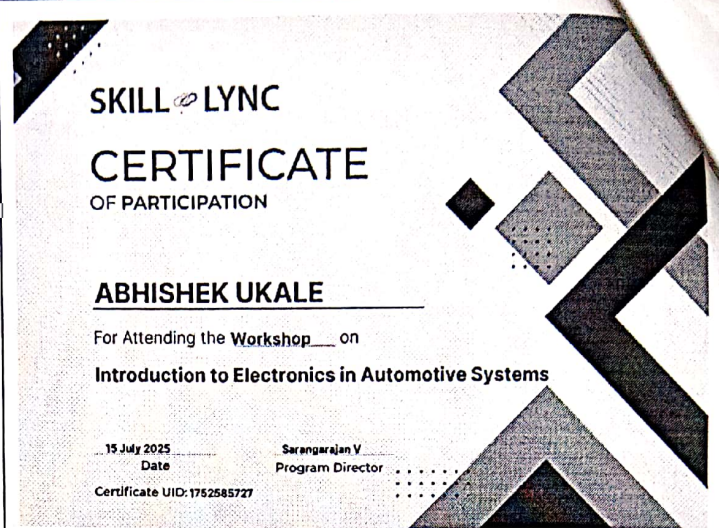 SKILL LYNC
CERTIFICATE
OF PARTICIPATION
ABHISHEK UKALE
For Attending the Workshop on
Introduction to Electronics in Automotive Systems
15 July 2025
Sarangarajan V
Date
Program Director
Certificate UID: 1752585727